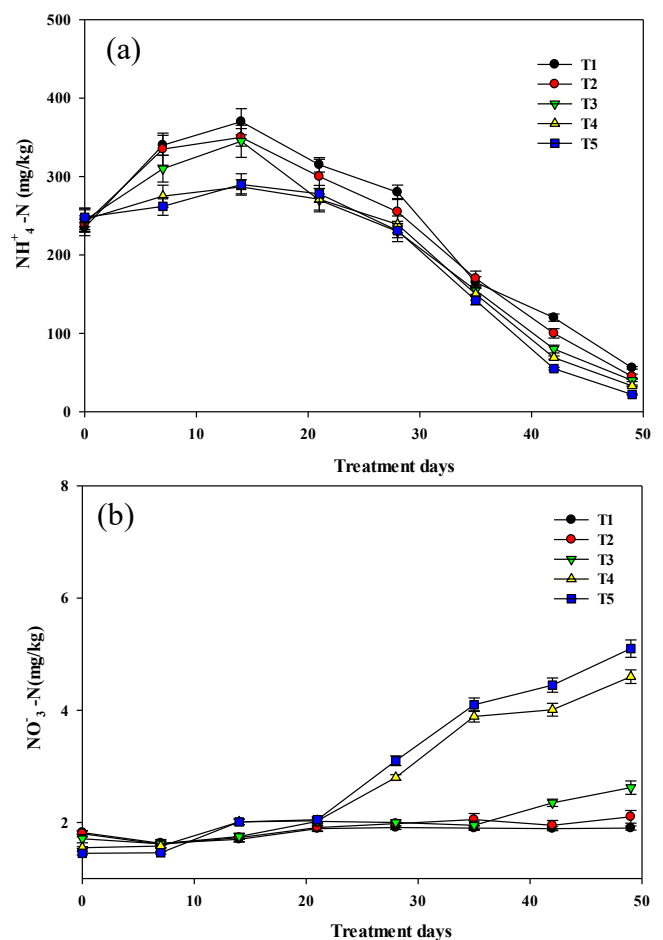 (a)
500
400
300
200
100
0
NH⁺₄ -N (mg/kg)
T1
T2
T3
T4
T5
0 10 20 30 40 50
Treatment days
(b)
8
6
4
2
NO⁻₃ -N(mg/kg)
T1
T2
T3
T4
T5
0 10 20 30 40 50
Treatment days